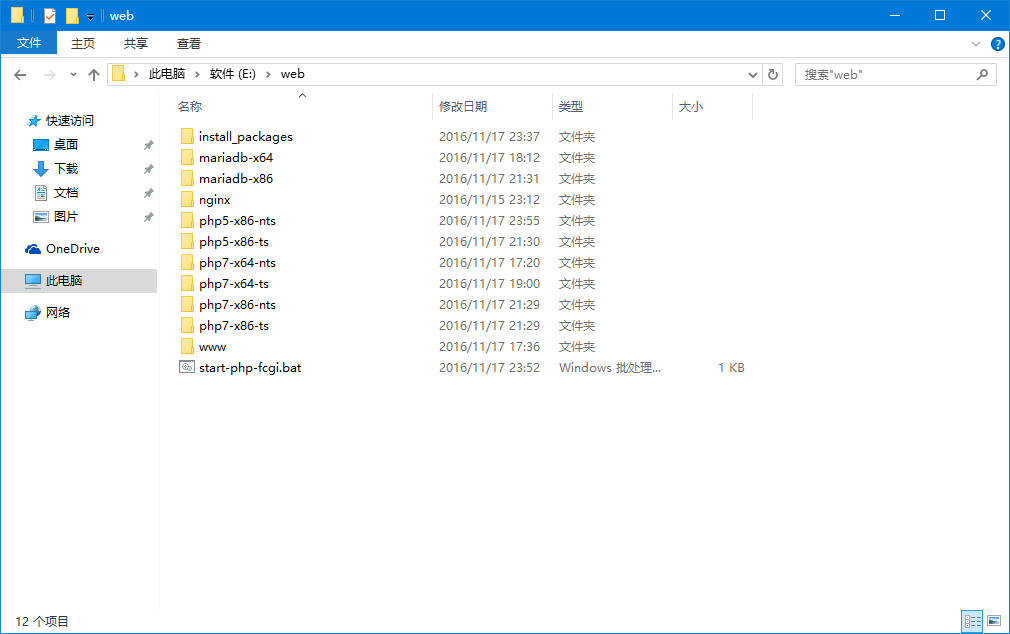 web
文件 主页 共享 查看
此电脑 软件 (E:) web 搜索"web"
名称 修改日期 类型 大小
快速访问
桌面
下载
文档
图片
OneDrive
此电脑
网络
install_packages 2016/11/17 23:37 文件夹
mariadb-x64 2016/11/17 18:12 文件夹
mariadb-x86 2016/11/17 21:31 文件夹
nginx 2016/11/15 23:12 文件夹
php5-x86-nts 2016/11/17 23:55 文件夹
php5-x86-ts 2016/11/17 21:30 文件夹
php7-x64-nts 2016/11/17 17:20 文件夹
php7-x64-ts 2016/11/17 19:00 文件夹
php7-x86-nts 2016/11/17 21:29 文件夹
php7-x86-ts 2016/11/17 21:29 文件夹
www 2016/11/17 17:36 文件夹
start-php-fcgi.bat 2016/11/17 23:52 Windows 批处理... 1 KB
12 个项目